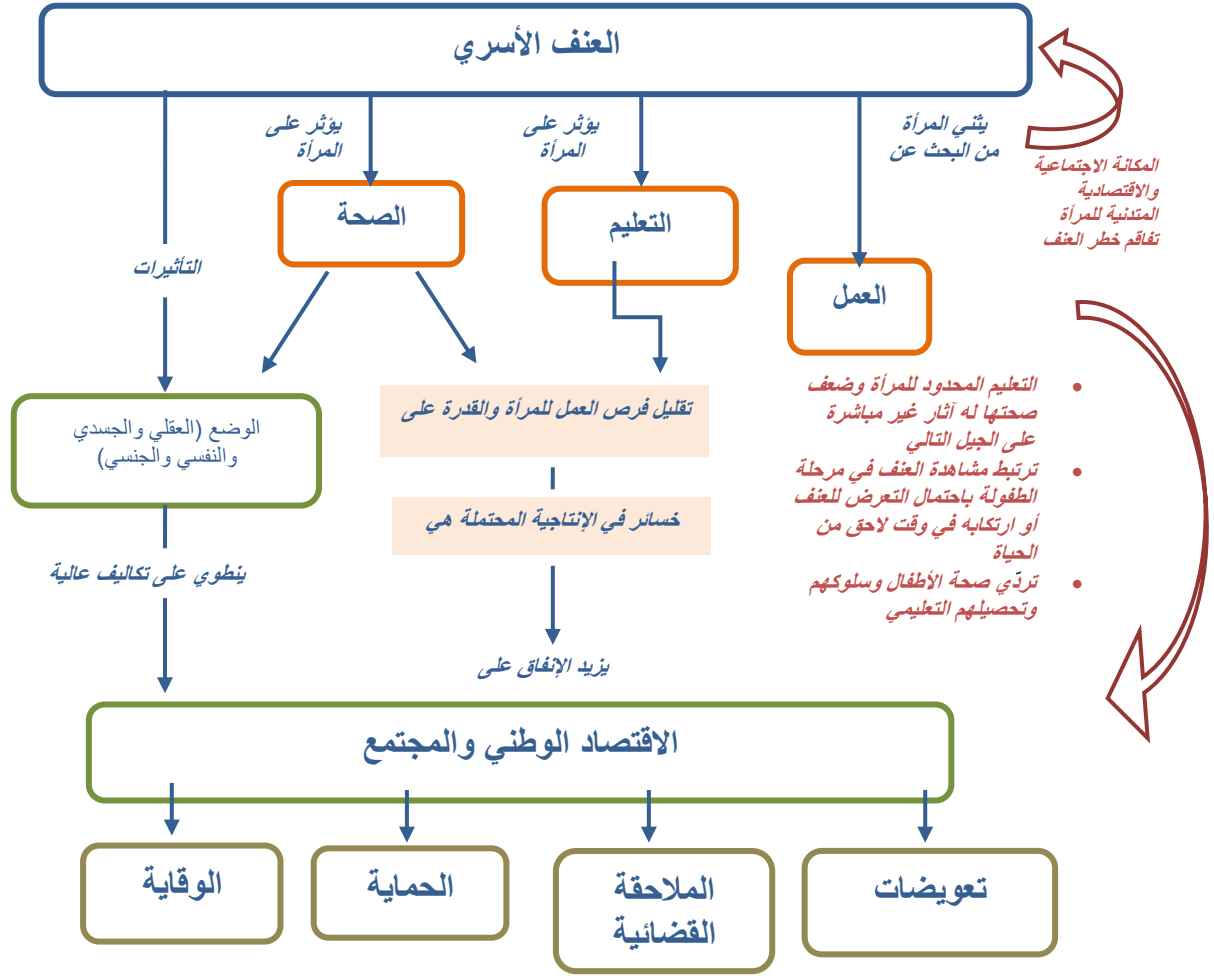 العنف الأسري
يثني المرأة
من البحث عن
يؤثر على
المرأة
يؤثر على
المرأة
المكانة الاجتماعية
والاقتصادية
المتدنية للمرأة
تفاقم خطر العنف
الصحة
التعليم
العمل
التأثيرات
الوضع (العقلي والجسدي
والنفسي والجنسي)
تقليل فرص العمل للمرأة والقدرة على
خسائر في الإنتاجية المحتملة هي
• التعليم المحدود للمرأة وضعف
صحتها له آثار غير مباشرة
على الجيل التالي
• ترتبط مشاهدة العنف في مرحلة
الطفولة باحتمال التعرض للعنف
أو ارتكابه في وقت لاحق من
الحياة
• تردّي صحة الأطفال وسلوكهم
وتحصيلهم التعليمي
ينطوي على تكاليف عالية
يزيد الإنفاق على
الاقتصاد الوطني والمجتمع
تعويضات
الملاحقة
القضائية
الحماية
الوقاية